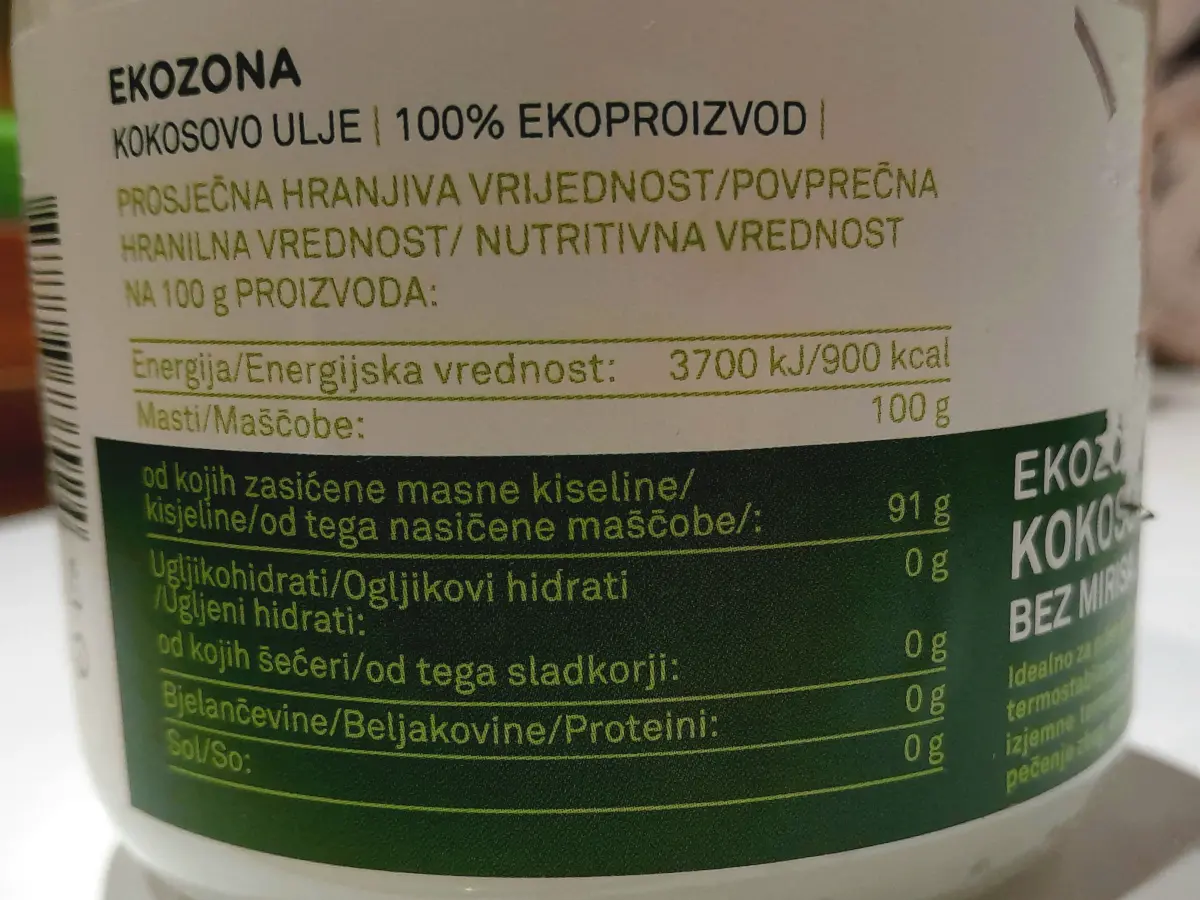 EKOZONA
KOKOSOVO ULJE | 100% EKOPROIZVOD |
PROSJEČNA HRANJIVA VRIJEDNOST/POVPREČNA
HRANILNA VREDNOST/ NUTRITIVNA VREDNOST
NA 100 g PROIZVODA:
Energija/Energijska vrednost: 3700 kJ/900 kcal
Masti/Maščobe: 100 g
od kojih zasićene masne kiseline/
kisjeline/od tega nasičene maščobe/: 91 g
Ugljikohidrati/Ogljikovi hidrati 0 g
/Ugljeni hidrati:
od kojih šećeri/od tega sladkorji: 0 g
Bjelančevine/Beljakovine/Proteini: 0 g
Sol/So: 0 g
BEZ
Idealno za
izjemne